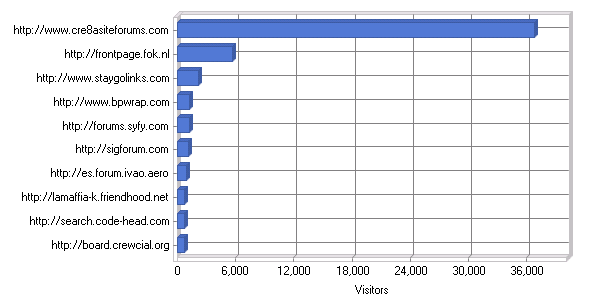 http://www.cre8asiteforums.com
http://frontpage.fok.nl
http://www.staygolinks.com
http://www.bpwrap.com
http://forums.syfy.com
http://sigforum.com
http://es.forum.ivao.aero
http://lamaffia-k.friendhood.net
http://search.code-head.com
http://board.crewcial.org
0 6,000 12,000 18,000 24,000 30,000 36,000
Visitors